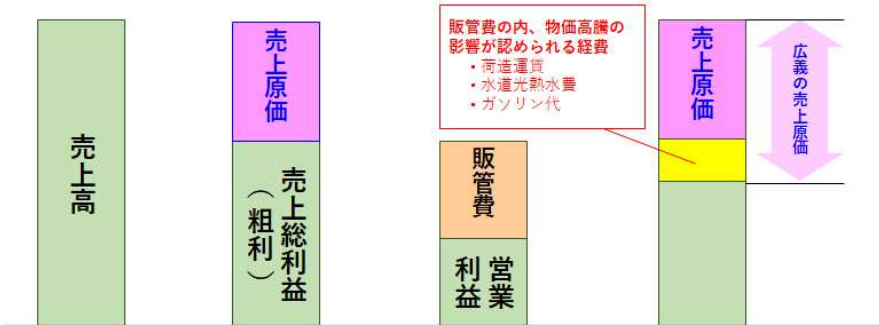 売上高
売上原価
売上総利益
（粗利）
販管費
営業
利益
販管費の内、物価高騰の
影響が認められる経費
・荷造運賃
・水道光熱水費
・ガソリン代
売上原価
広義の売上原価